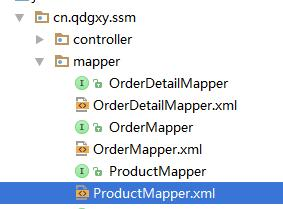 cn.qdgxy.ssm
controller
mapper
OrderDetailMapper
OrderDetailMapper.xml
OrderMapper
OrderMapper.xml
ProductMapper
ProductMapper.xml